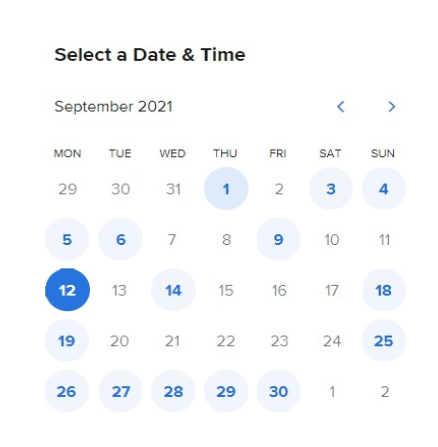 Select a Date & Time
September 2021
MON TUE WED THU FRI SAT SUN
29 30 31 1 2 3 4
5 6 7 8 9 10 11
12 13 14 15 16 17 18
19 20 21 22 23 24 25
26 27 28 29 30 1 2